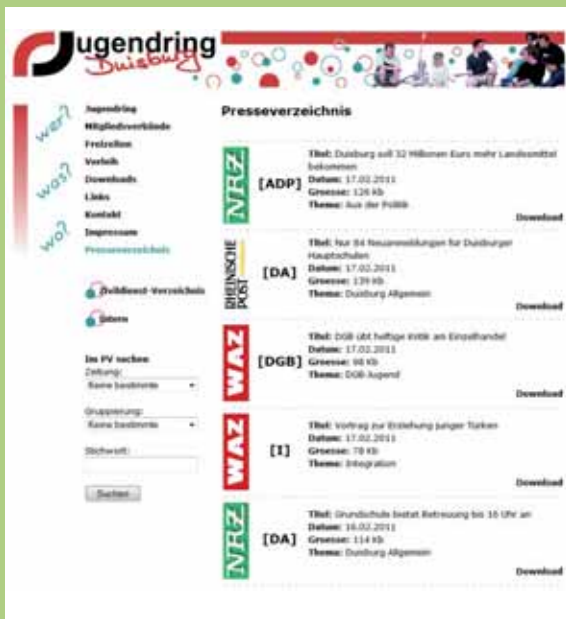 Jugendring
Duisburg
wer?
was?
wo?
Jugendring
Mitgliedsverbände
Freizeiten
Verleih
Downloads
Links
Kontakt
Impressum
Presseverzeichnis
Zivildienst-Verzeichnis
Intern
Im PV suchen
Zeitung:
Keine bestimmte
Gruppierung:
Keine bestimmte
Stichwort:
Suchen
Presseverzeichnis
NRZ
[ADP]
Titel: Duisburg soll 32 Millionen Euro mehr Landesmittel
bekommen
Datum: 17.02.2011
Groesse: 126 Kb
Thema: Aus der Politik
Download
RHEINISCHE
POST
[DA]
Titel: Nur 84 Neuanmeldungen für Duisburger
Hauptschulen
Datum: 17.02.2011
Groesse: 139 Kb
Thema: Duisburg Allgemein
Download
WAZ
[DGB]
Titel: DGB übt heftige Kritik am Einzelhandel
Datum: 17.02.2011
Groesse: 98 Kb
Thema: DGB Jugend
Download
WAZ
[I]
Titel: Vortrag zur Erziehung junger Türken
Datum: 17.02.2011
Groesse: 78 Kb
Thema: Integration
Download
NRZ
[DA]
Titel: Grundschule bietet Betreuung bis 16 Uhr an
Datum: 16.02.2011
Groesse: 114 Kb
Thema: Duisburg Allgemein
Download